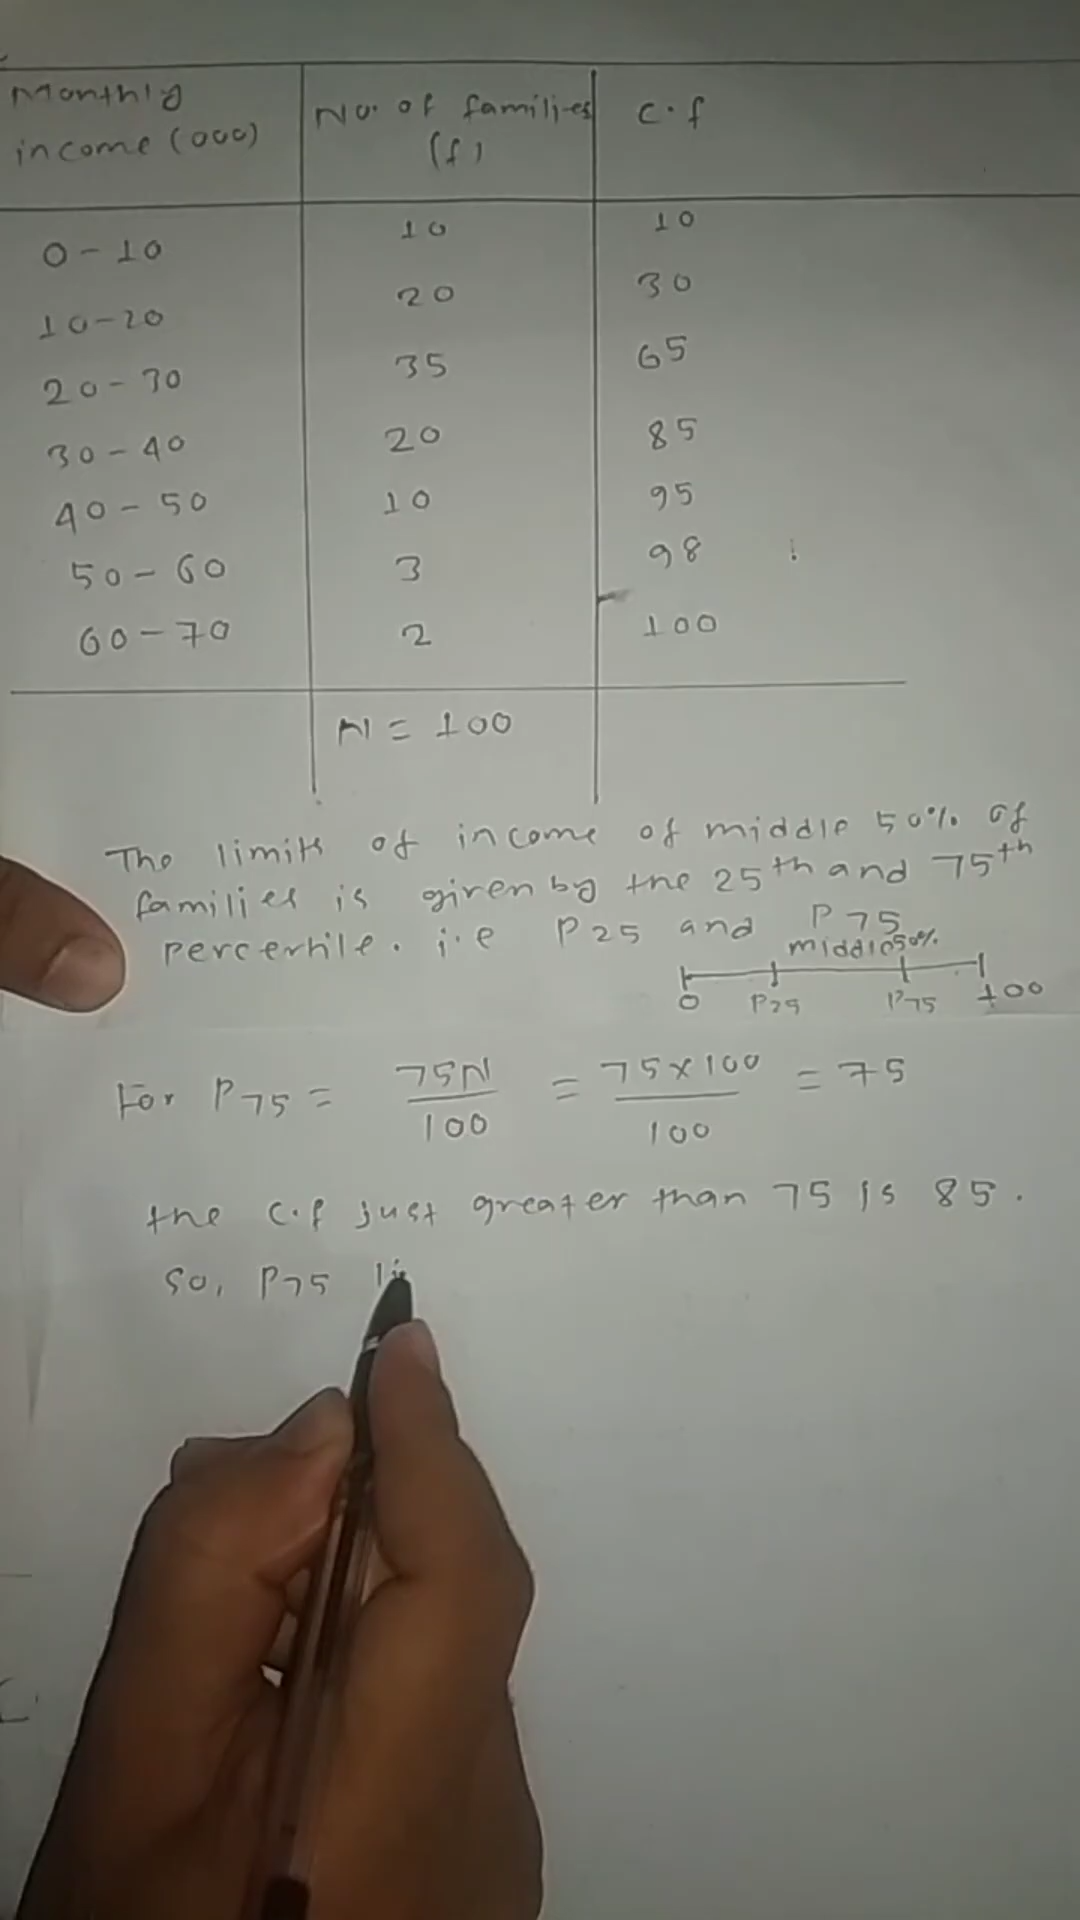 Monthly income (000) No. of families (f) c.f
0-10 10 10
10-20 20 30
20-30 35 65
30-40 20 85
40-50 10 95
50-60 3 98
60-70 2 100
N = 100
The limits of income of middle 50% of
families is given by the 25th and 75th
percentile. i.e P25 and P75
middle 50%
0 P25 P75 100
For P75 = 75N/100 = 75×100/100 = 75
the c.f just greater than 75 is 85.
So, P75 li